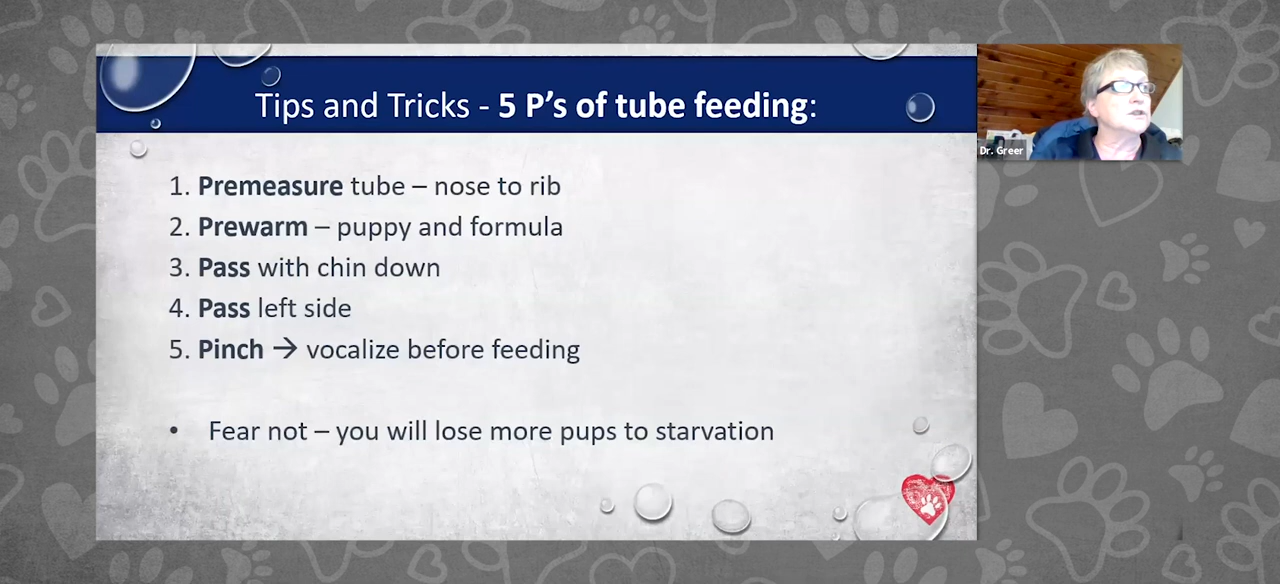 Tips and Tricks - 5 P's of tube feeding:
1. Premeasure tube – nose to rib
2. Prewarm – puppy and formula
3. Pass with chin down
4. Pass left side
5. Pinch → vocalize before feeding
• Fear not – you will lose more pups to starvation
Dr. Greer